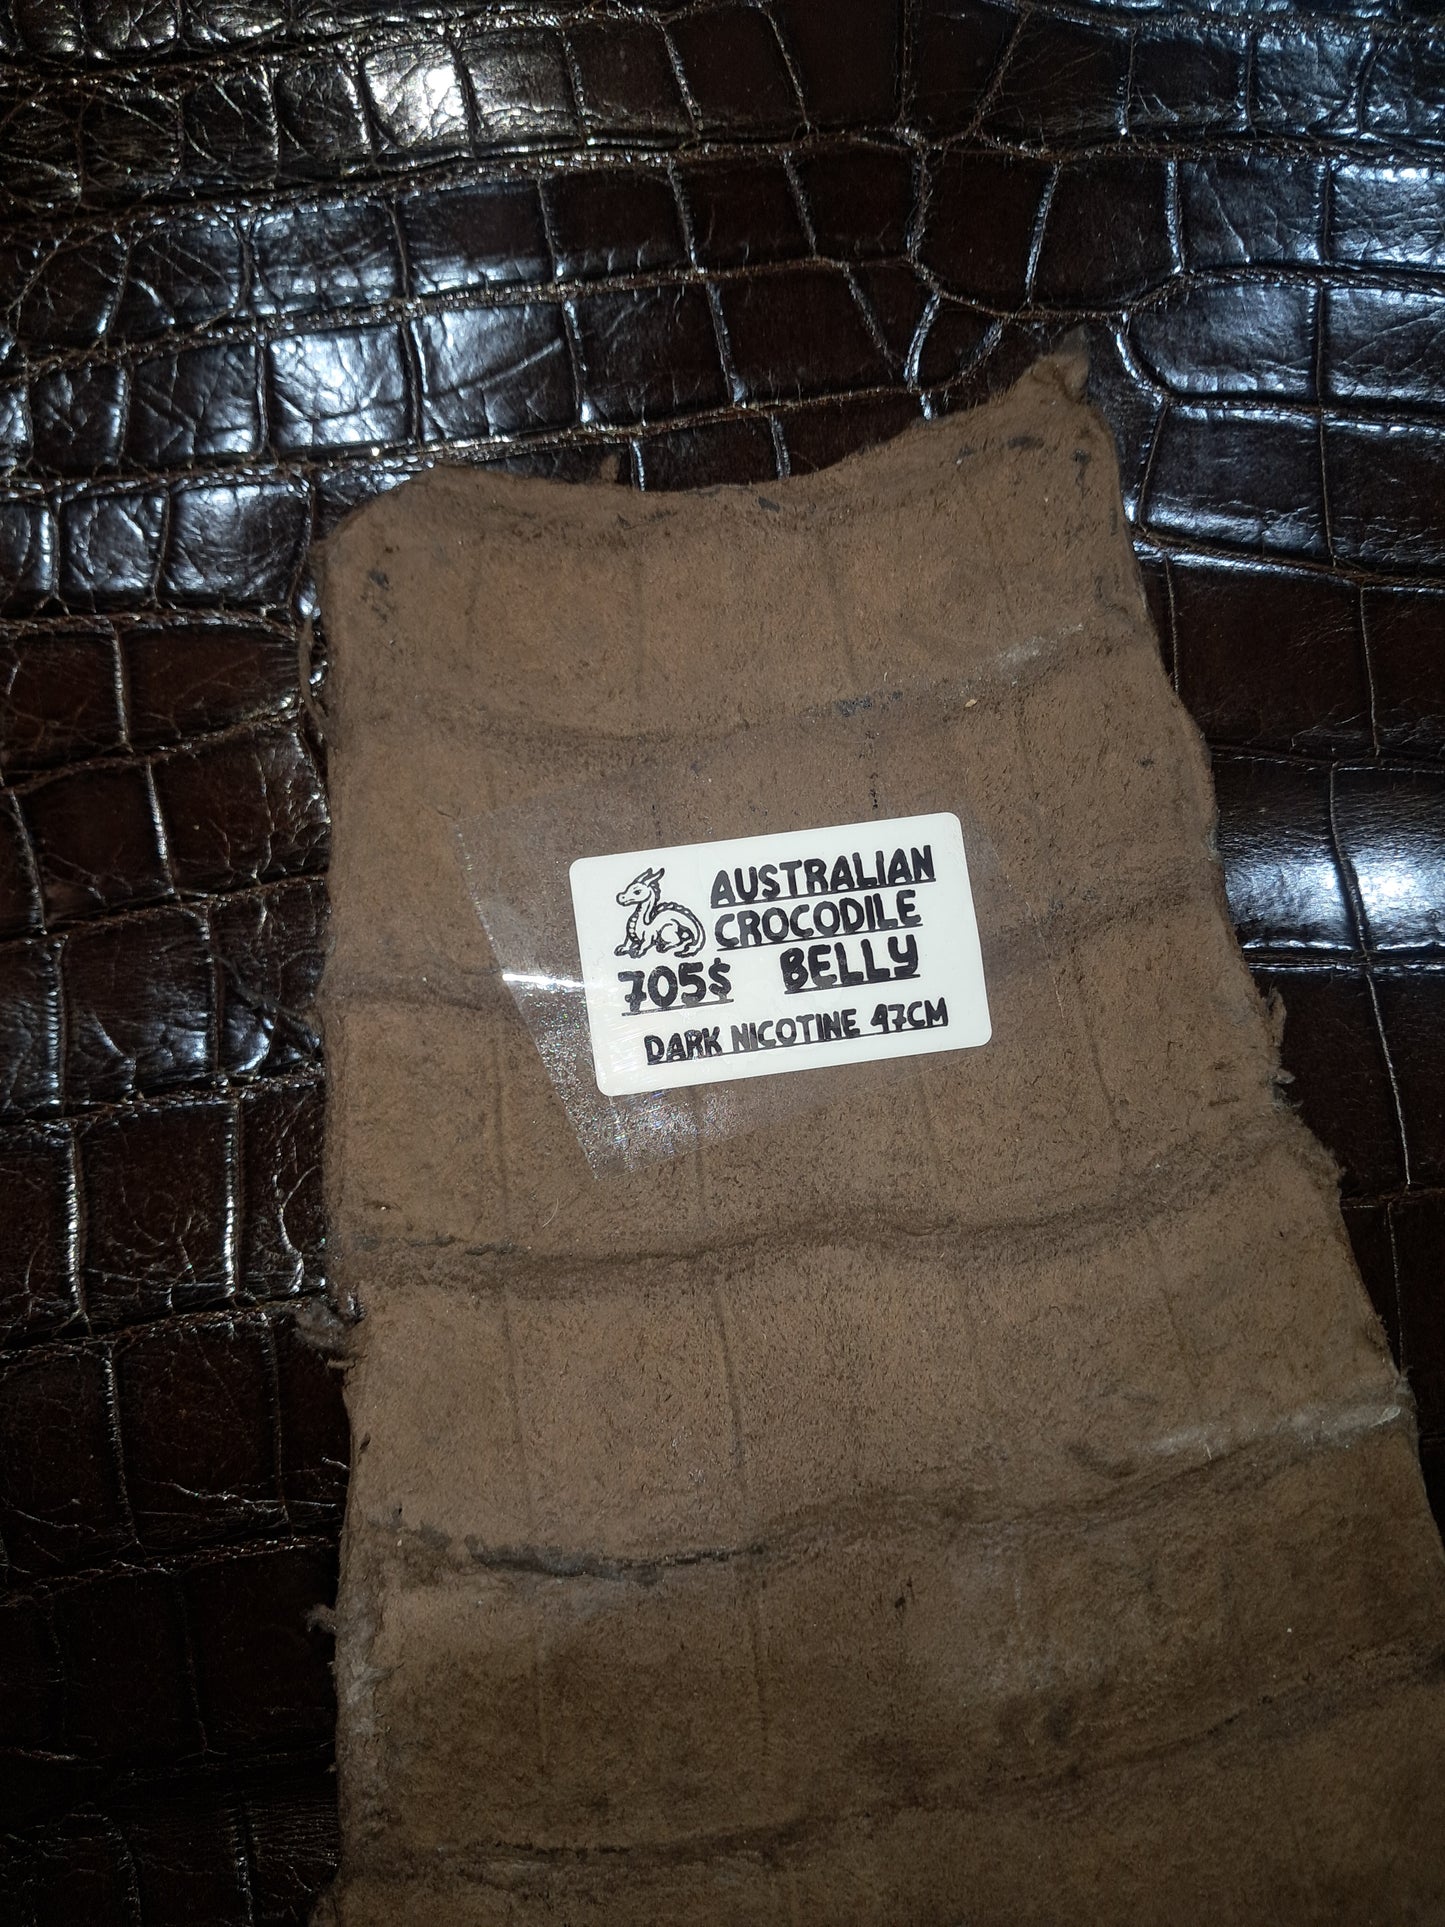 AUSTRALIAN
CROCODILE
705$ BELLY
DARK NICOTINE 47CM